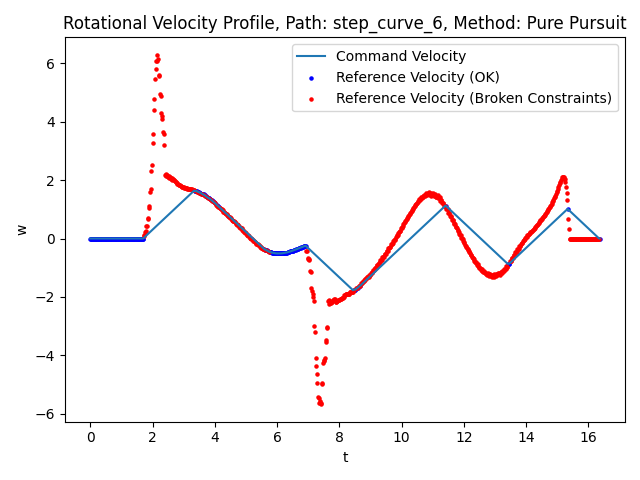 Rotational Velocity Profile, Path: step_curve_6, Method: Pure Pursuit
Command Velocity
Reference Velocity (OK)
Reference Velocity (Broken Constraints)
6
4
2
0
−2
−4
−6
w
0 2 4 6 8 10 12 14 16
t